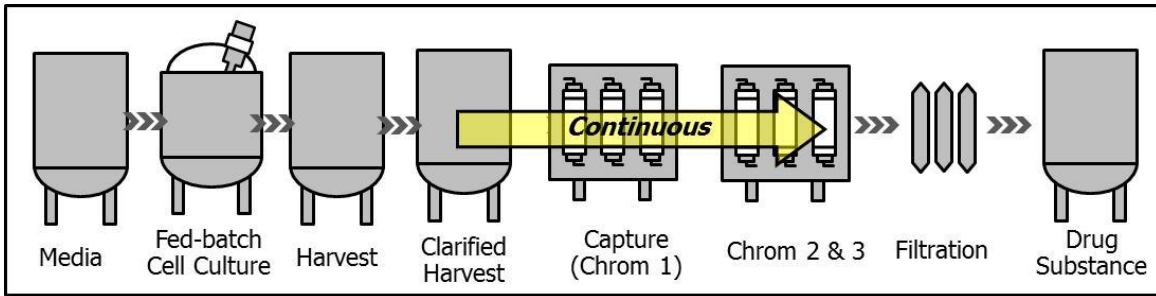 Continuous
Media
Fed-batch
Cell Culture
Harvest
Clarified
Harvest
Capture
(Chrom 1)
Chrom 2 & 3
Filtration
Drug
Substance